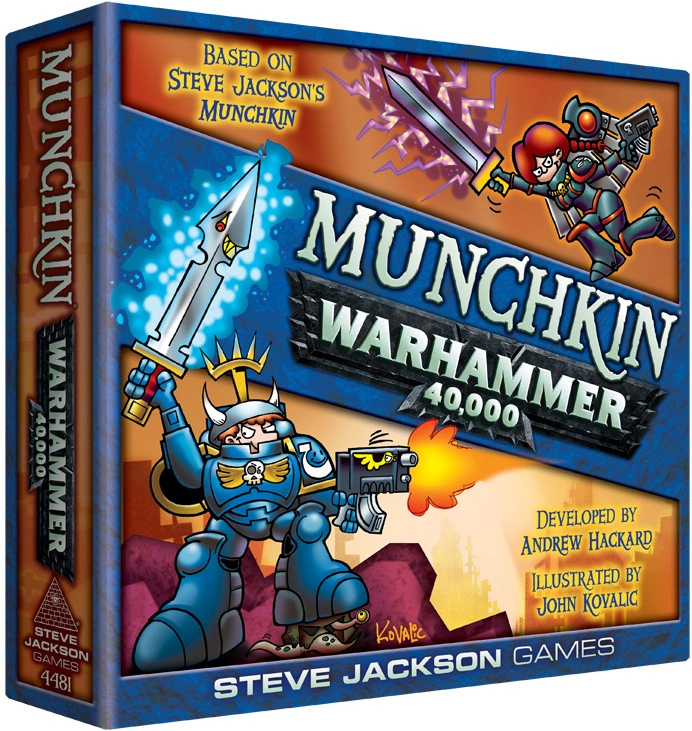 MUNCHKIN
WARHAMMER
40,000
STEVE
JACKSON
GAMES
4481
BASED ON
STEVE JACKSON'S
MUNCHKIN
MUNCHKIN
WARHAMMER
40,000
DEVELOPED BY
ANDREW HACKARD
ILLUSTRATED BY
JOHN KOVALIC
KOVALIC
STEVE JACKSON GAMES